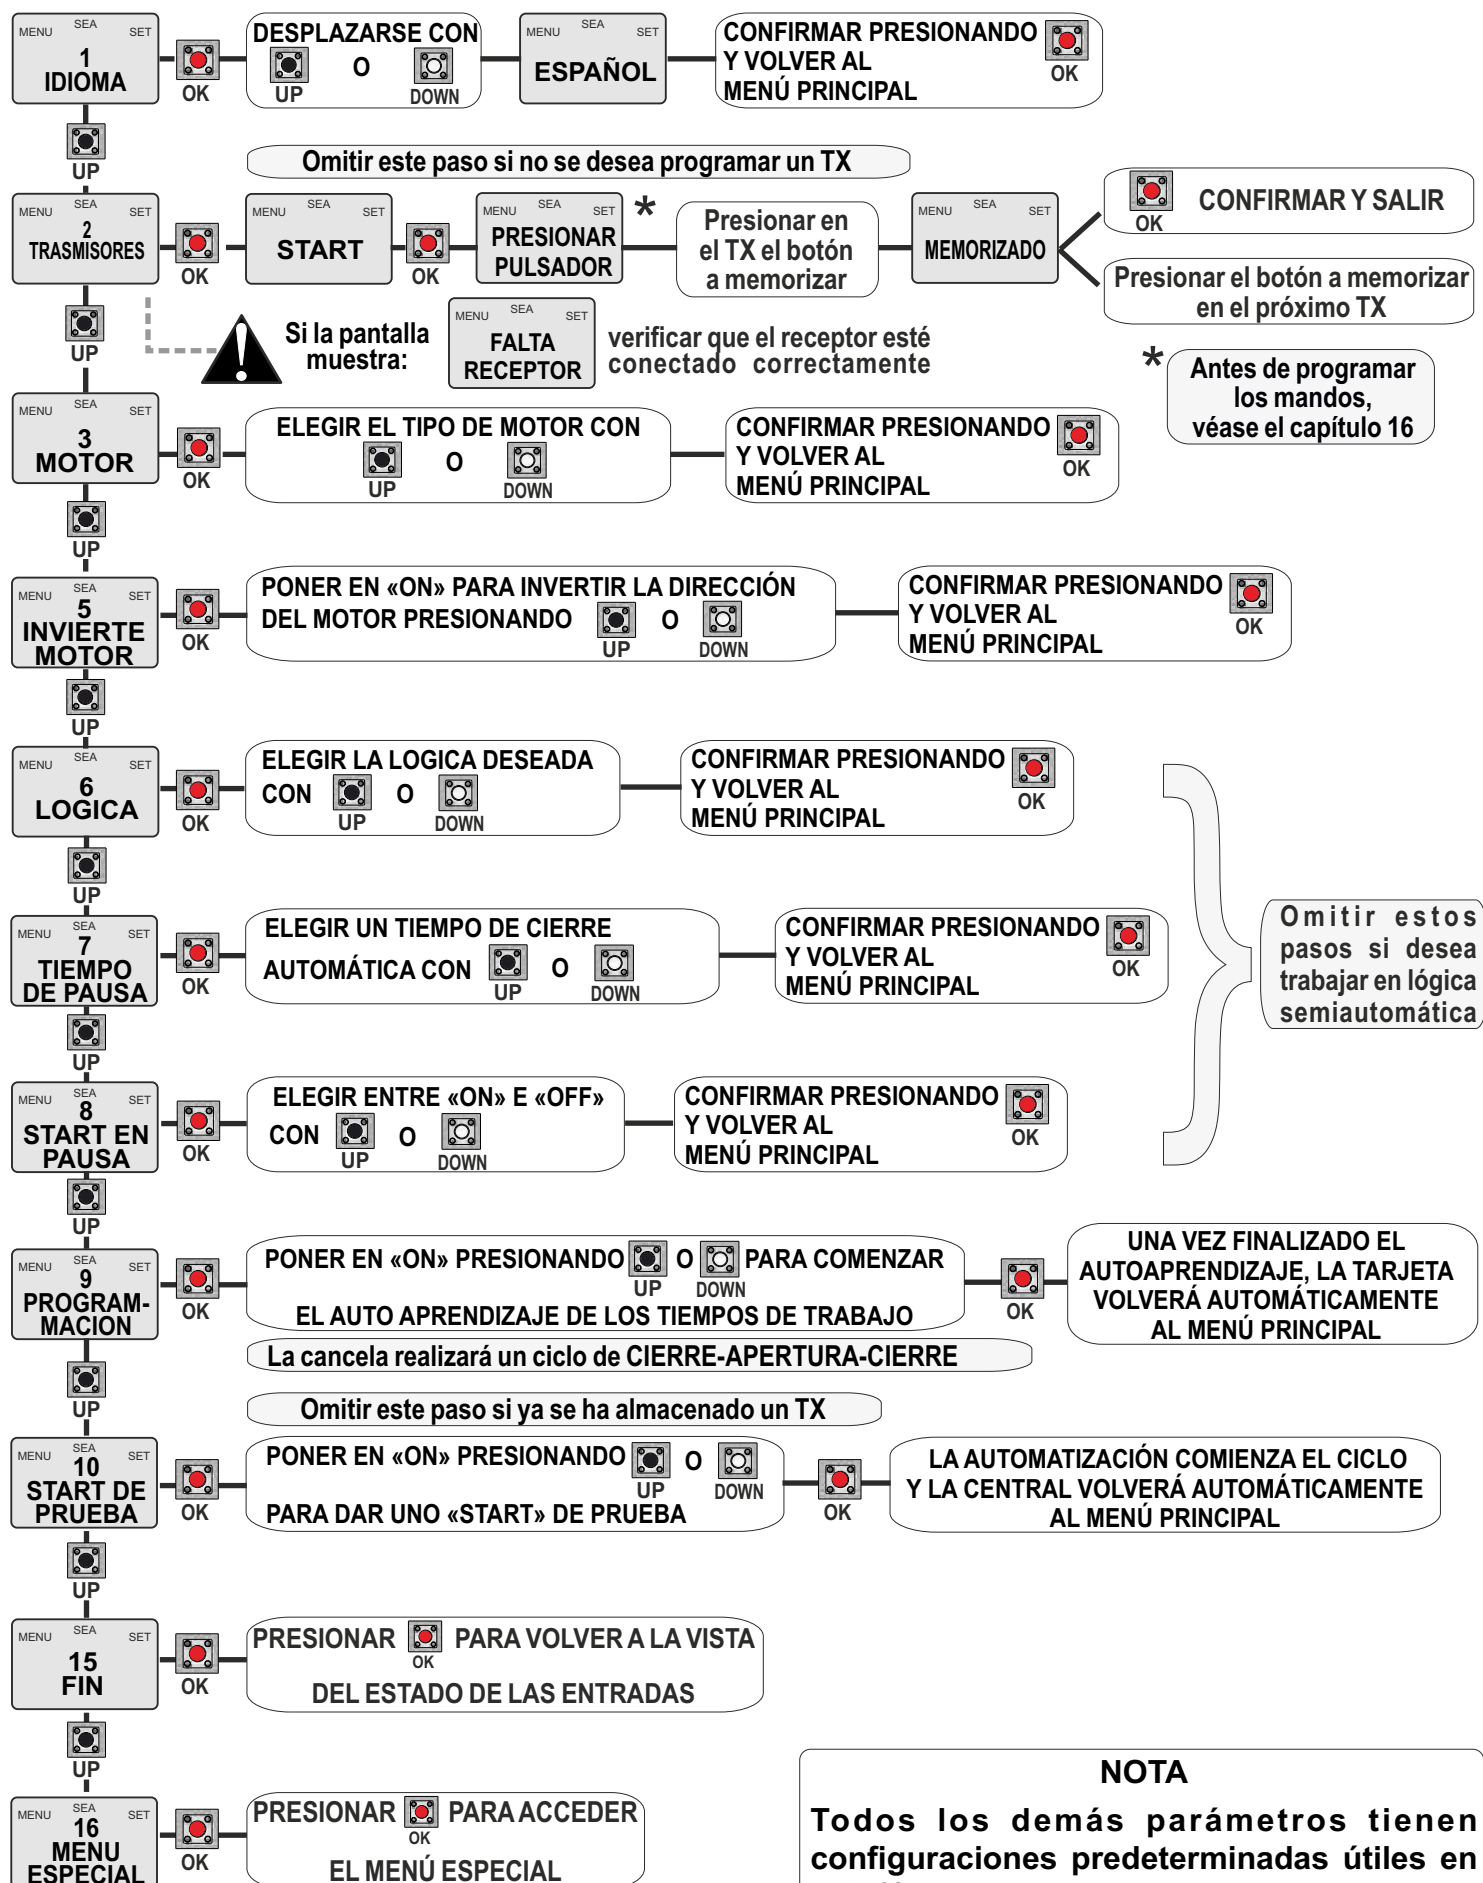 MENU SEA SET
1
IDIOMA
OK
DESPLAZARSE CON
O
UP
DOWN
MENU SEA SET
ESPAÑOL
CONFIRMAR PRESIONANDO
Y VOLVER AL
MENÚ PRINCIPAL
OK
UP
Omitir este paso si no se desea programar un TX
MENU SEA SET
2
TRASMISORES
OK
MENU SEA SET
START
OK
MENU SEA SET
PRESIONAR
PULSADOR
*
Presionar en
el TX el botón
a memorizar
MENU SEA SET
MEMORIZADO
OK
CONFIRMAR Y SALIR
Presionar el botón a memorizar
en el próximo TX
UP
!
Si la pantalla
muestra:
MENU SEA SET
FALTA
RECEPTOR
verificar que el receptor esté
conectado correctamente
*
Antes de programar
los mandos,
véase el capítulo 16
MENU SEA SET
3
MOTOR
OK
ELEGIR EL TIPO DE MOTOR CON
O
UP
DOWN
CONFIRMAR PRESIONANDO
Y VOLVER AL
MENÚ PRINCIPAL
OK
UP
MENU SEA SET
5
INVIERTE
MOTOR
OK
PONER EN «ON» PARA INVERTIR LA DIRECCIÓN
DEL MOTOR PRESIONANDO O
UP
DOWN
CONFIRMAR PRESIONANDO
Y VOLVER AL
MENÚ PRINCIPAL
OK
UP
MENU SEA SET
6
LOGICA
OK
ELEGIR LA LOGICA DESEADA
CON O
UP
DOWN
CONFIRMAR PRESIONANDO
Y VOLVER AL
MENÚ PRINCIPAL
OK
UP
MENU SEA SET
7
TIEMPO
DE PAUSA
OK
ELEGIR UN TIEMPO DE CIERRE
AUTOMÁTICA CON O
UP
DOWN
CONFIRMAR PRESIONANDO
Y VOLVER AL
MENÚ PRINCIPAL
OK
Omitir estos
pasos si desea
trabajar en lógica
semiautomática
UP
MENU SEA SET
8
START EN
PAUSA
OK
ELEGIR ENTRE «ON» E «OFF»
CON O
UP
DOWN
CONFIRMAR PRESIONANDO
Y VOLVER AL
MENÚ PRINCIPAL
OK
UP
MENU SEA SET
9
PROGRAM-
MACION
OK
PONER EN «ON» PRESIONANDO O PARA COMENZAR
UP
DOWN
EL AUTO APRENDIZAJE DE LOS TIEMPOS DE TRABAJO
OK
UNA VEZ FINALIZADO EL
AUTOAPRENDIZAJE, LA TARJETA
VOLVERÁ AUTOMÁTICAMENTE
AL MENÚ PRINCIPAL
La cancela realizará un ciclo de CIERRE-APERTURA-CIERRE
UP
Omitir este paso si ya se ha almacenado un TX
MENU SEA SET
10
START DE
PRUEBA
OK
PONER EN «ON» PRESIONANDO O
UP
DOWN
PARA DAR UNO «START» DE PRUEBA
OK
LA AUTOMATIZACIÓN COMIENZA EL CICLO
Y LA CENTRAL VOLVERÁ AUTOMÁTICAMENTE
AL MENÚ PRINCIPAL
UP
MENU SEA SET
15
FIN
OK
PRESIONAR PARA VOLVER A LA VISTA
OK
DEL ESTADO DE LAS ENTRADAS
UP
MENU SEA SET
16
MENU
ESPECIAL
OK
PRESIONAR PARA ACCEDER
OK
EL MENÚ ESPECIAL
NOTA
Todos los demás parámetros tienen
configuraciones predeterminadas útiles en